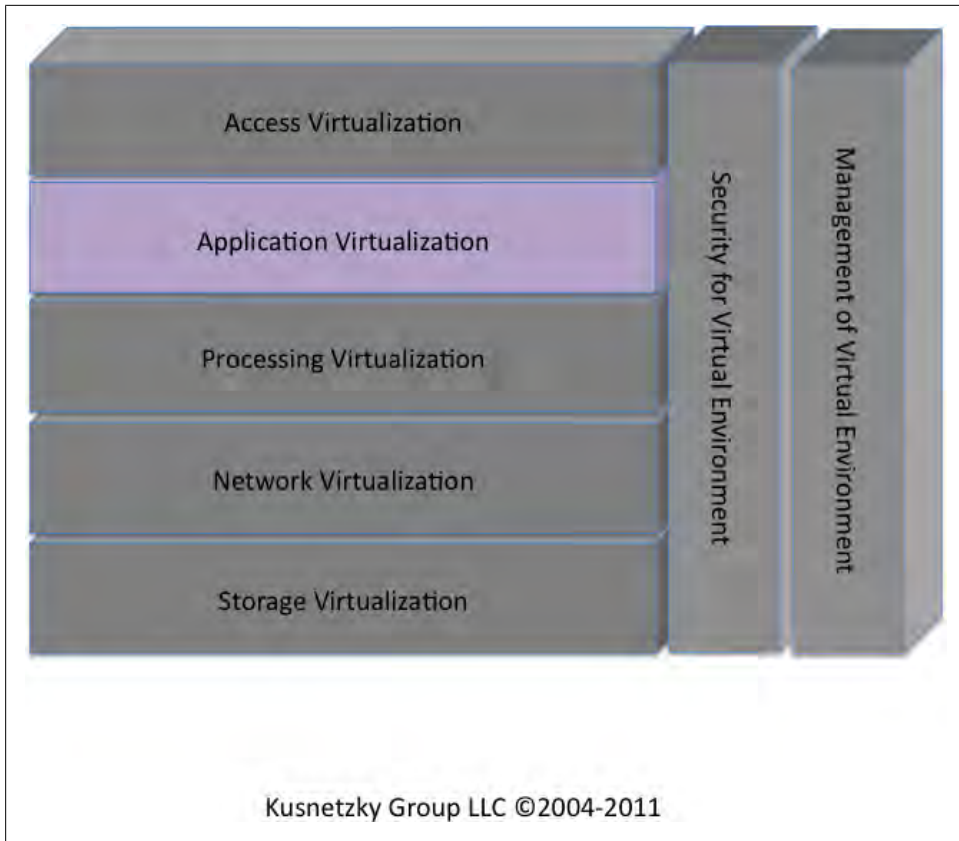 Access Virtualization
Application Virtualization
Processing Virtualization
Network Virtualization
Storage Virtualization
Security for Virtual Environment
Management of Virtual Environment
Kusnetzky Group LLC ©2004-2011